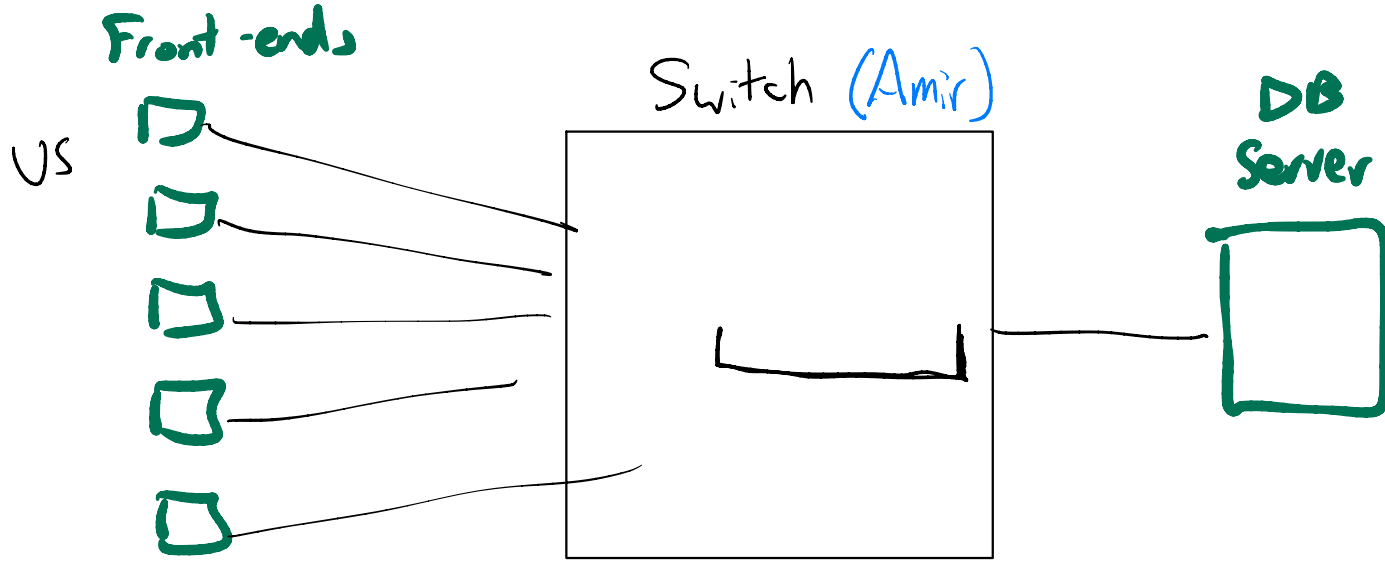 Front-ends
US
Switch (Amir)
DB
Server